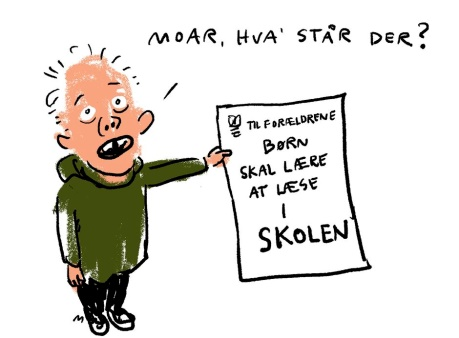 MOAR, HVA' STÅR DER?
TIL FORÆLDRENE
BØRN
SKAL LÆRE
AT LÆSE
I
SKOLEN
M